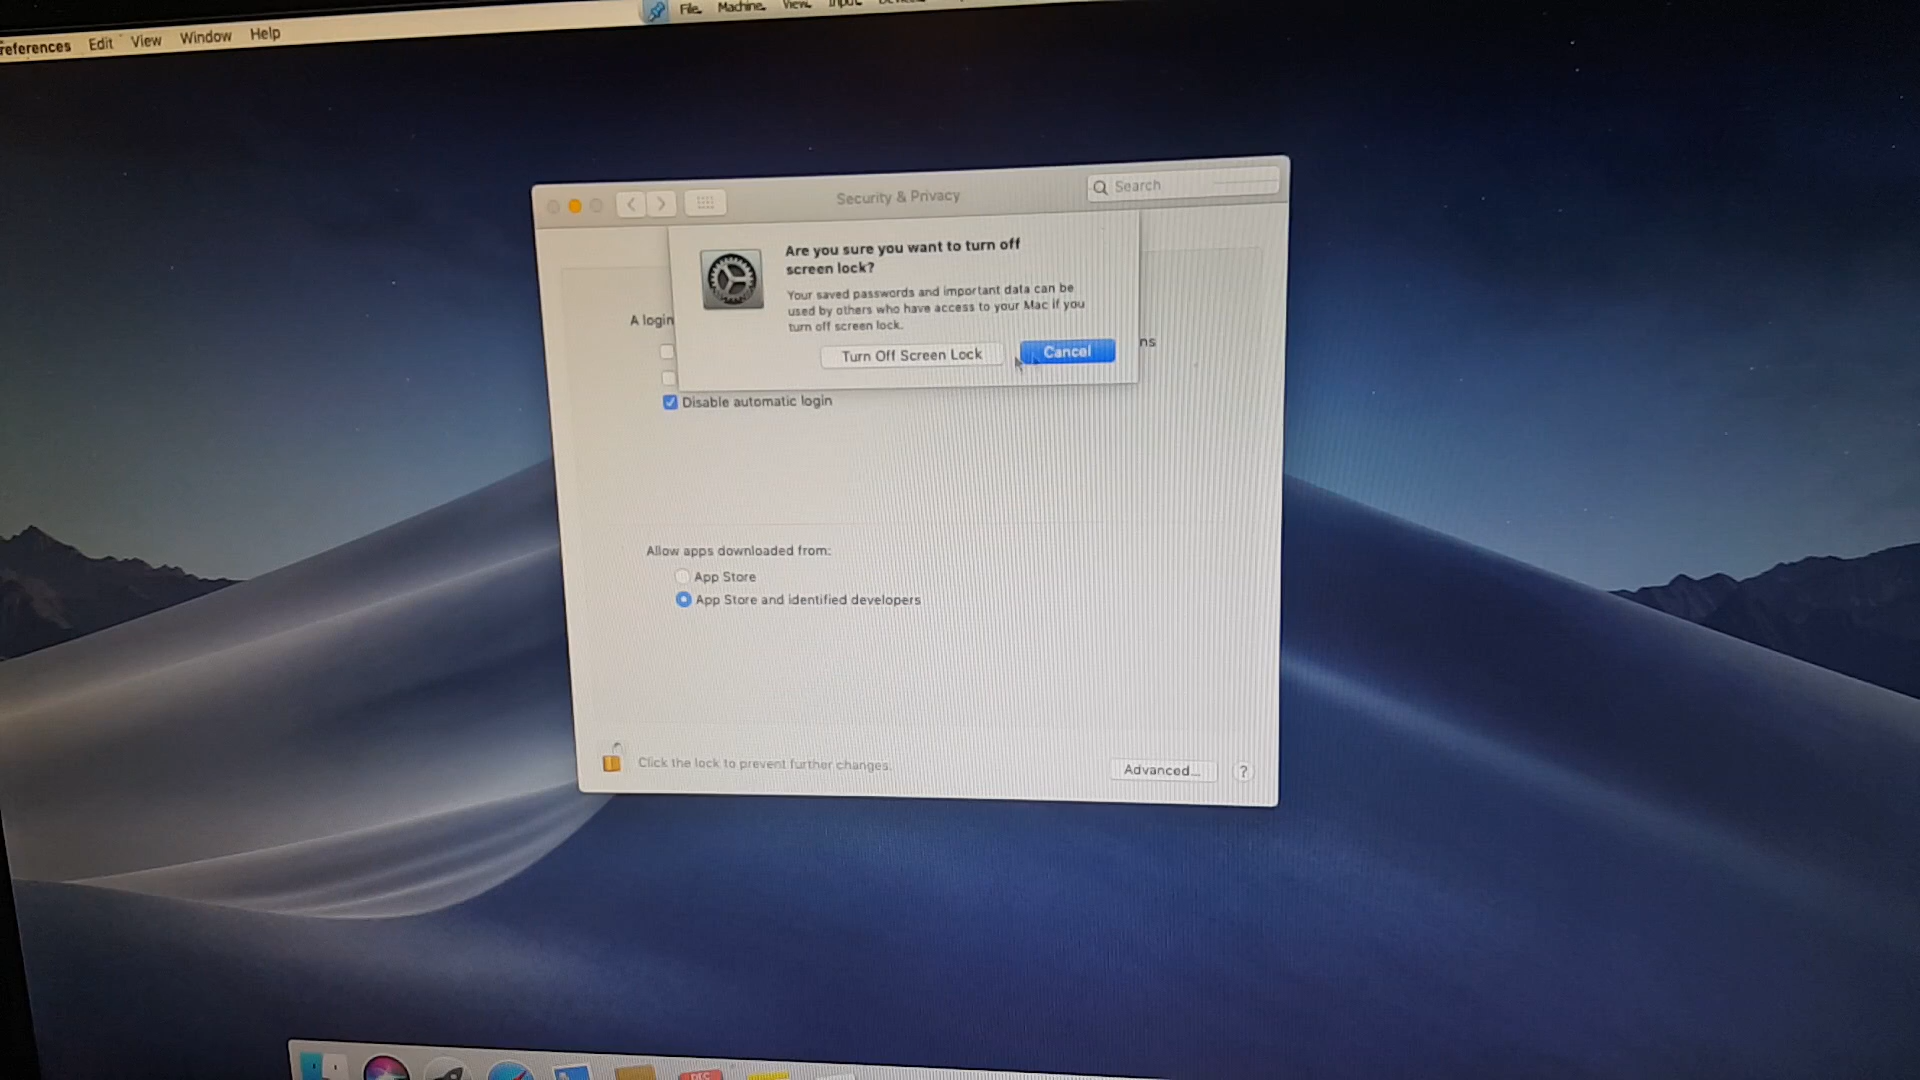 File
Machine
View
Input
references Edit View Window Help
Security & Privacy
Search
Are you sure you want to turn off
screen lock?
Your saved passwords and important data can be
used by others who have access to your Mac if you
turn off screen lock.
A login
ns
Turn Off Screen Lock
Cancel
Disable automatic login
Allow apps downloaded from:
App Store
App Store and identified developers
Click the lock to prevent further changes.
Advanced...
?
DEC